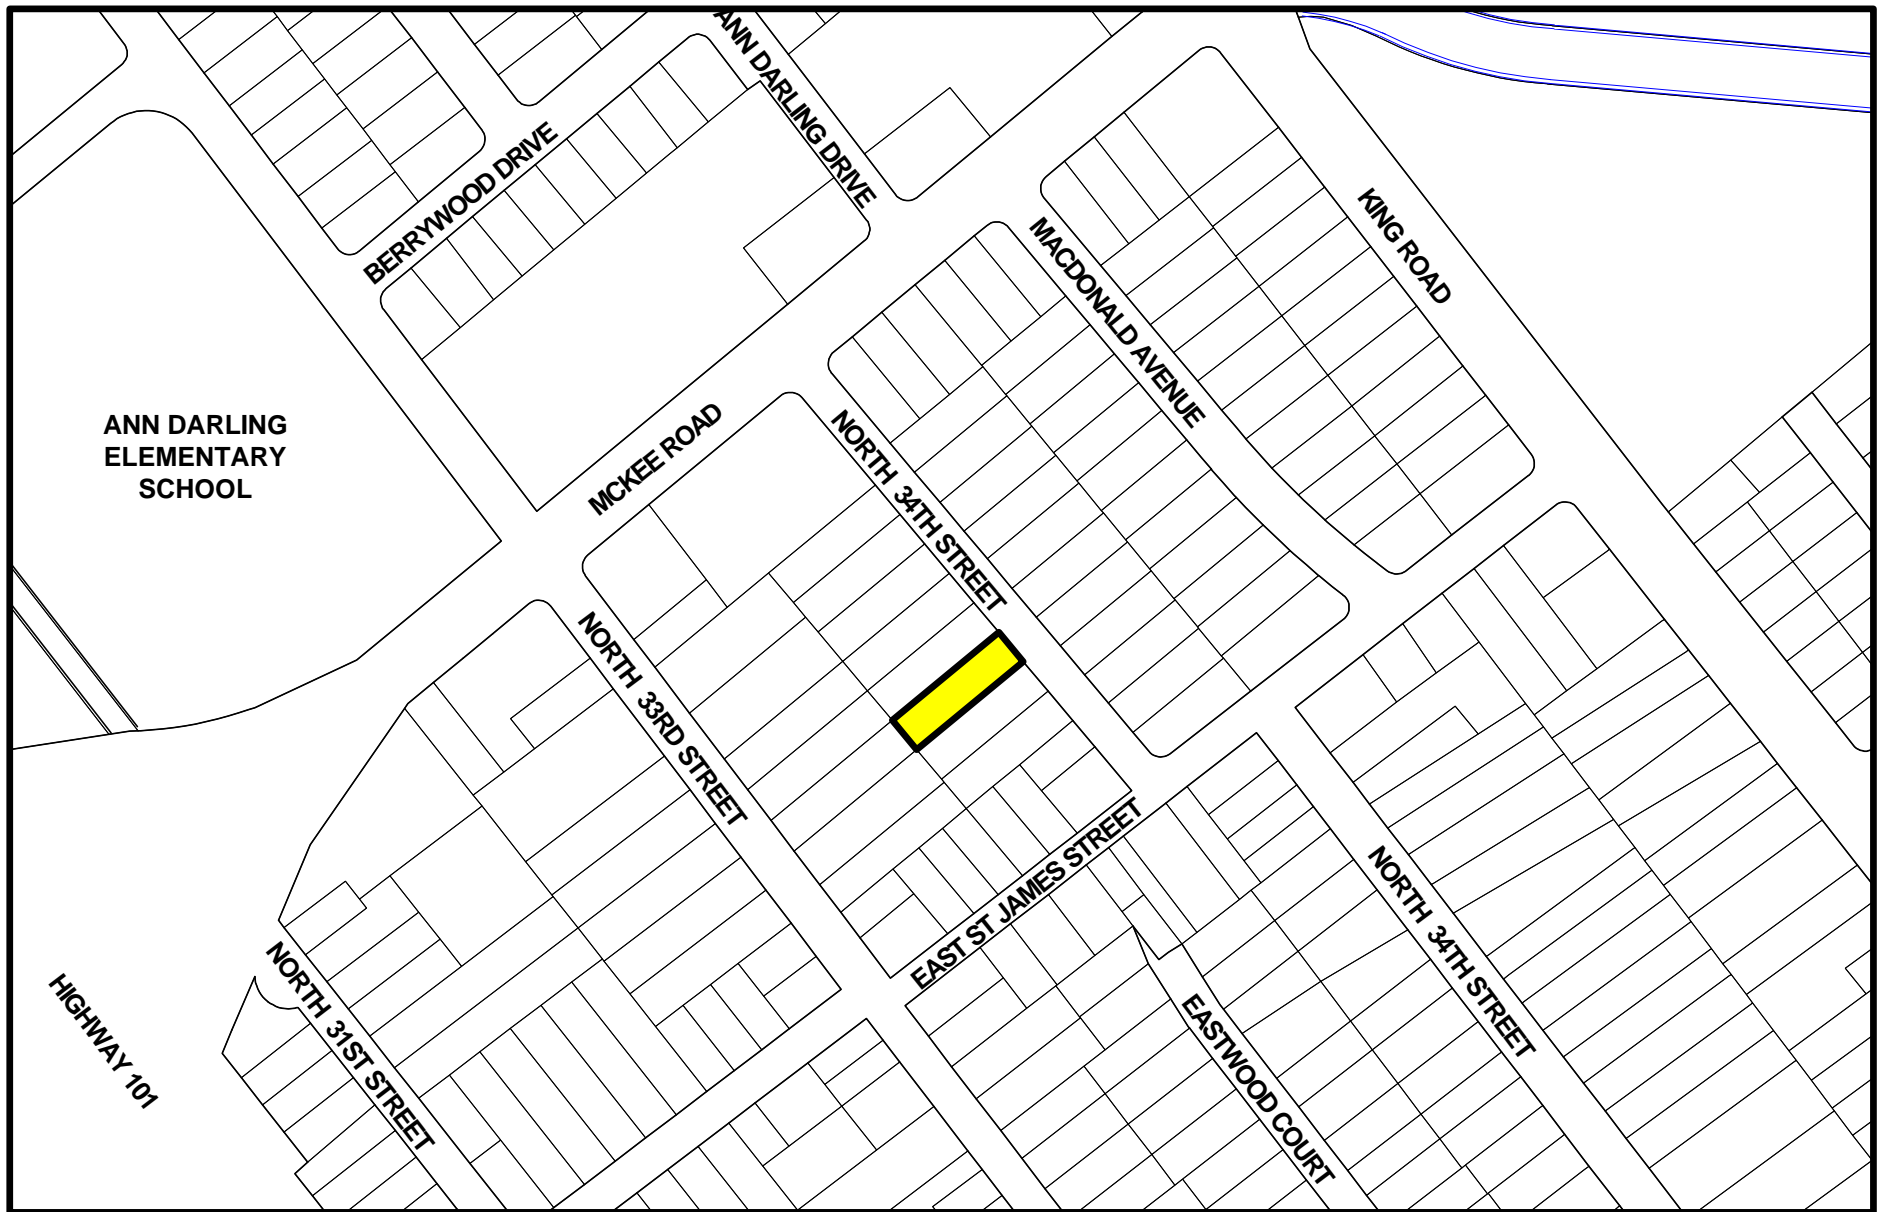 ANN DARLING DRIVE
BERRYWOOD DRIVE
KING ROAD
MACDONALD AVENUE
ANN DARLING
ELEMENTARY
SCHOOL
MCKEE ROAD
NORTH 34TH STREET
NORTH 33RD STREET
EAST ST JAMES STREET
NORTH 34TH STREET
NORTH 31ST STREET
HIGHWAY 101
EASTWOOD COURT